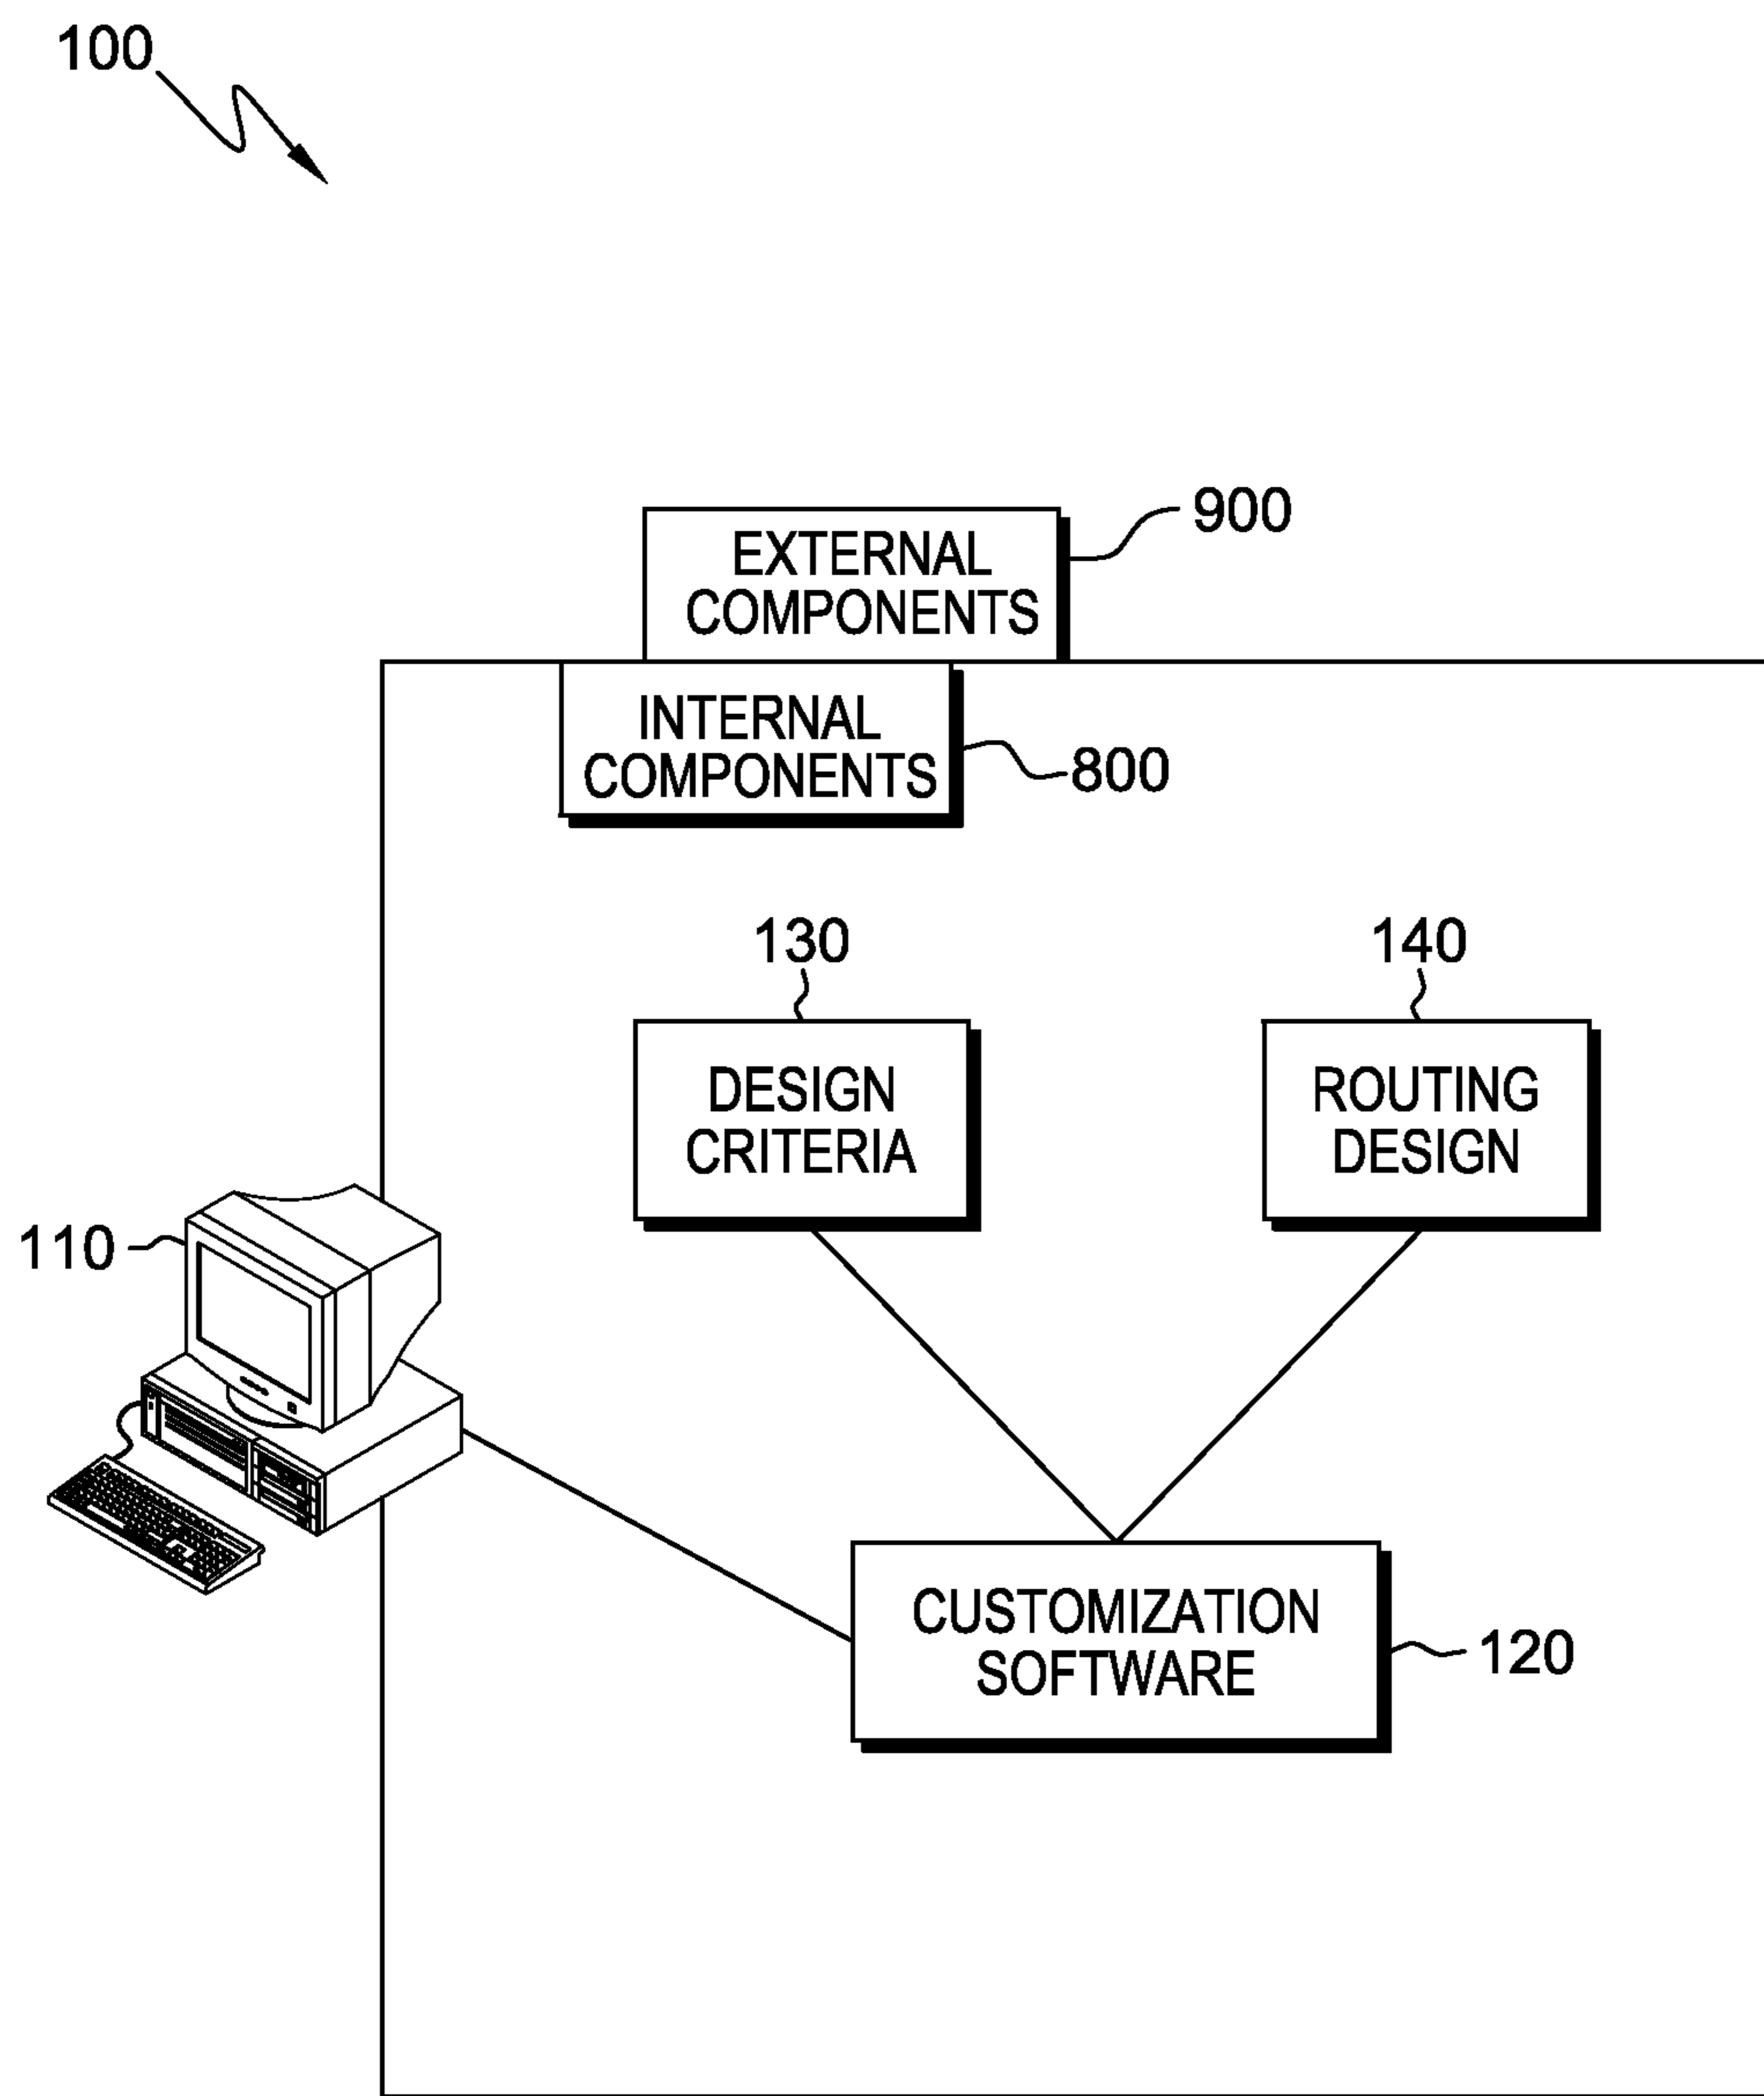 100
EXTERNAL
COMPONENTS
900
INTERNAL
COMPONENTS
800
130
140
DESIGN
CRITERIA
ROUTING
DESIGN
110
CUSTOMIZATION
SOFTWARE
120